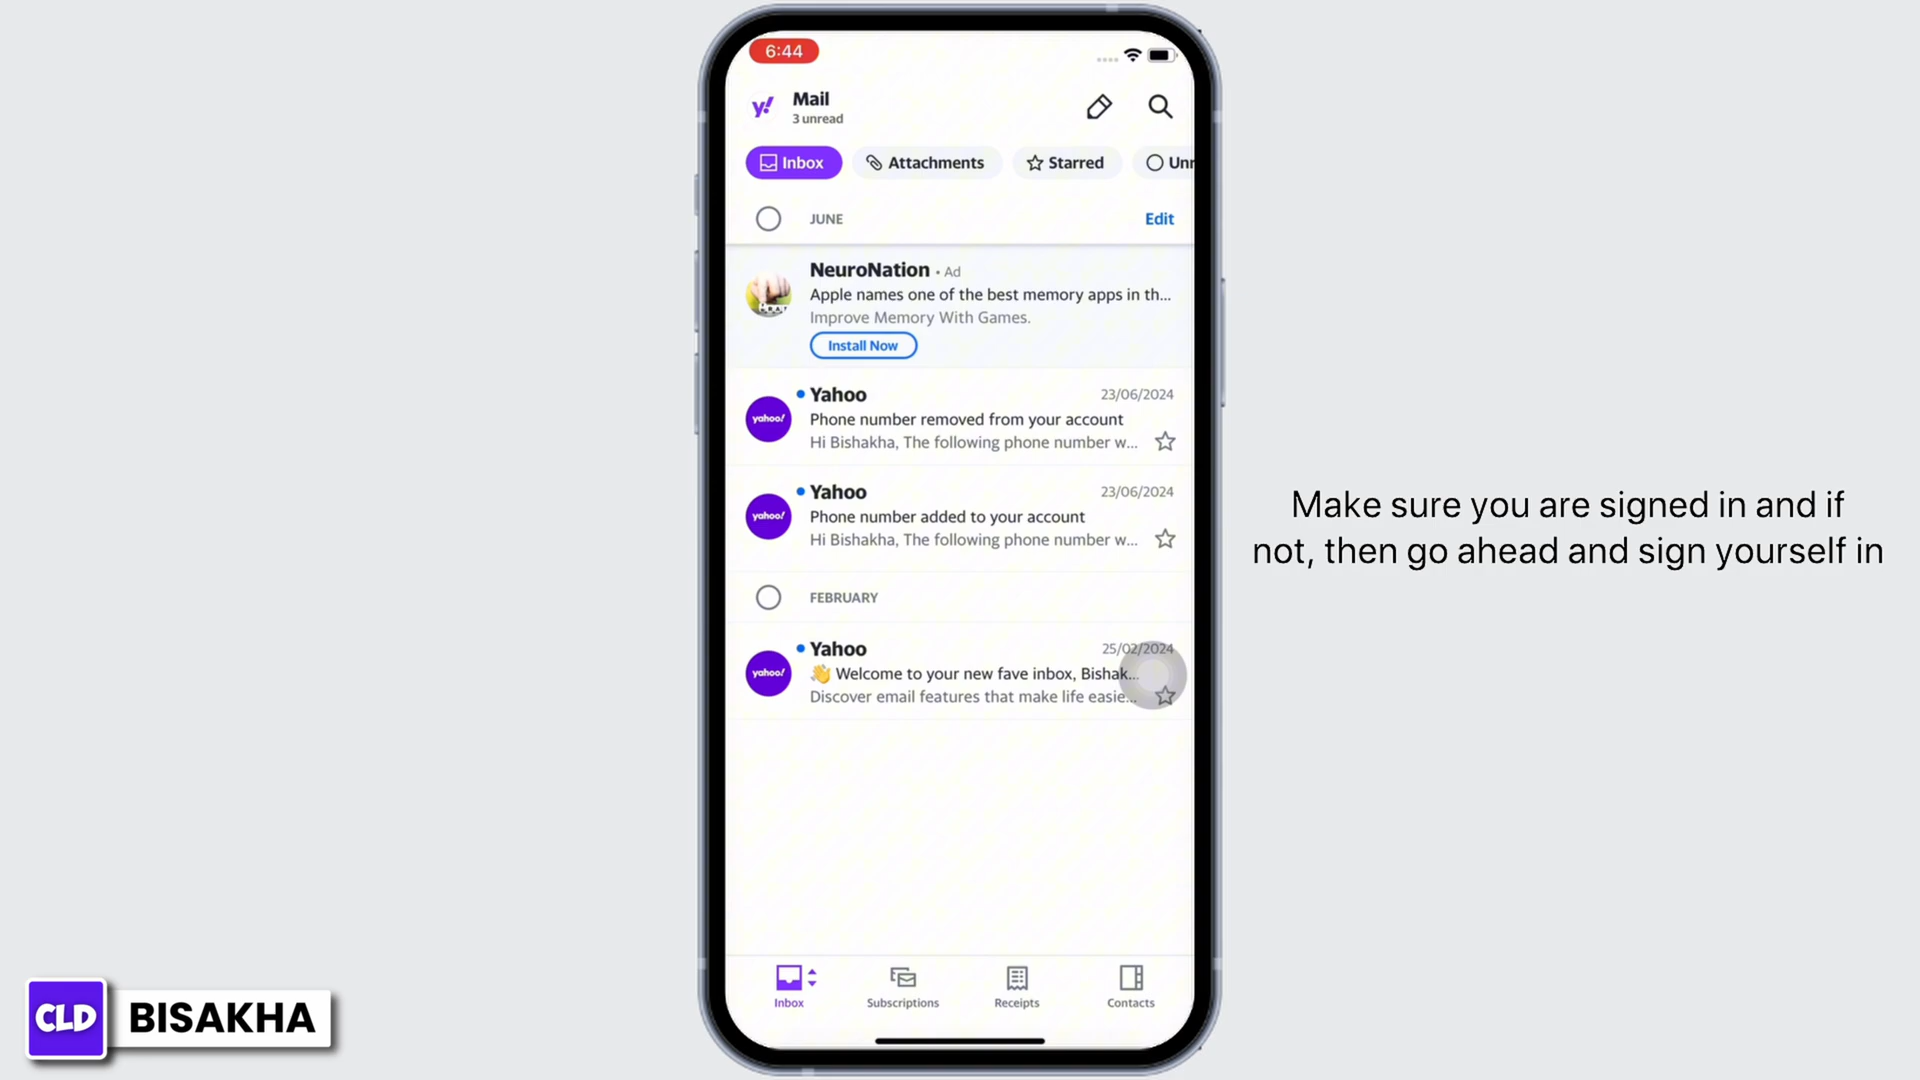 6:44
y!
Mail
3 unread
Inbox
Attachments
Starred
Unr
JUNE
Edit
NeuroNation • Ad
Apple names one of the best memory apps in th...
Improve Memory With Games.
Install Now
yahoo!
Yahoo
23/06/2024
Phone number removed from your account
Hi Bishakha, The following phone number w...
yahoo!
Yahoo
23/06/2024
Phone number added to your account
Hi Bishakha, The following phone number w...
FEBRUARY
yahoo!
Yahoo
25/02/2024
👋 Welcome to your new fave inbox, Bishak...
Discover email features that make life easie...
Inbox
Subscriptions
Receipts
Contacts
Make sure you are signed in and if
not, then go ahead and sign yourself in
CLD
BISAKHA